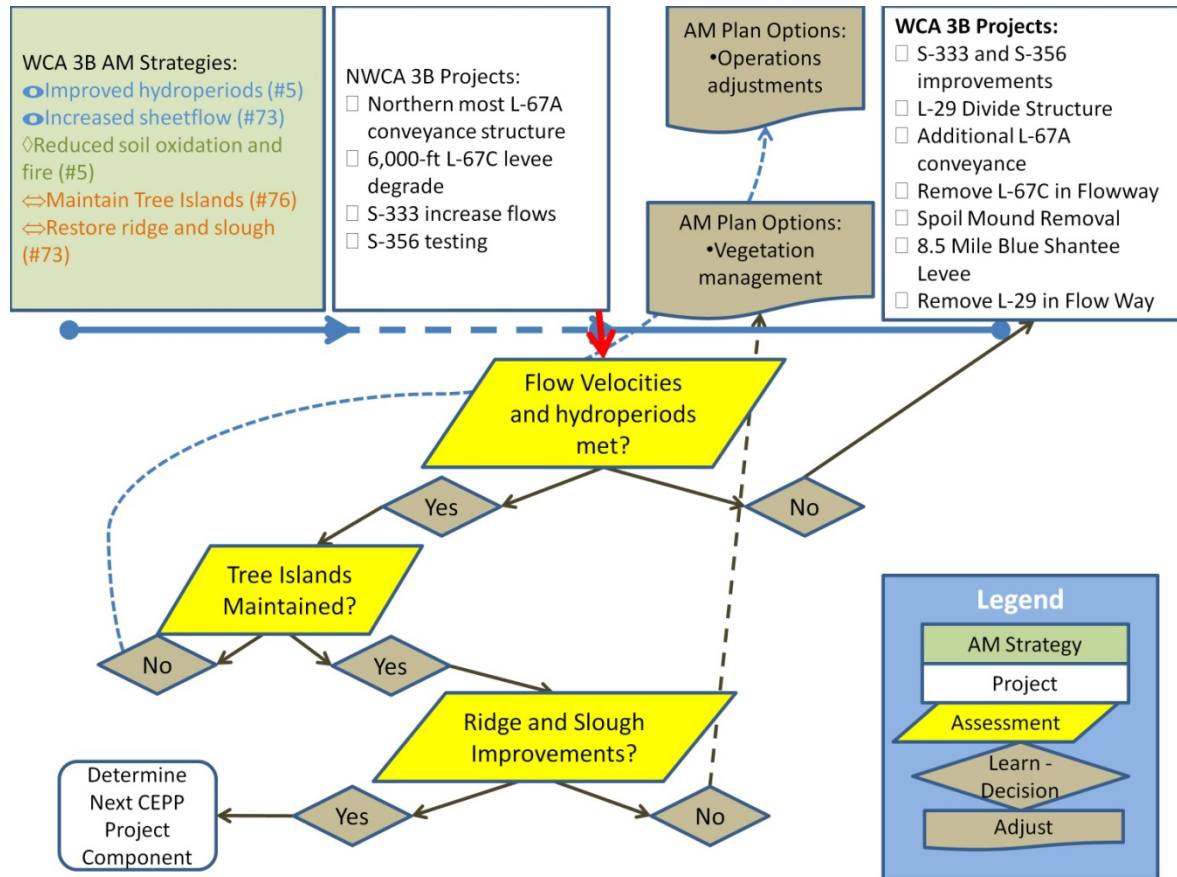 WCA 3B AM Strategies:
Improved hydroperiods (#5)
Increased sheetflow (#73)
◊Reduced soil oxidation and
fire (#5)
⇔Maintain Tree Islands (#76)
⇔Restore ridge and slough
(#73)
NWCA 3B Projects:
Northern most L-67A
conveyance structure
6,000-ft L-67C levee
degrade
S-333 increase flows
S-356 testing
AM Plan Options:
•Operations
adjustments
AM Plan Options:
•Vegetation
management
WCA 3B Projects:
S-333 and S-356
improvements
L-29 Divide Structure
Additional L-67A
conveyance
Remove L-67C in Flowway
Spoil Mound Removal
8.5 Mile Blue Shantee
Levee
Remove L-29 in Flow Way
Flow Velocities
and hydroperiods
met?
Yes
No
Tree Islands
Maintained?
No
Yes
Ridge and Slough
Improvements?
Yes
No
Determine
Next CEPP
Project
Component
Legend
AM Strategy
Project
Assessment
Learn -
Decision
Adjust